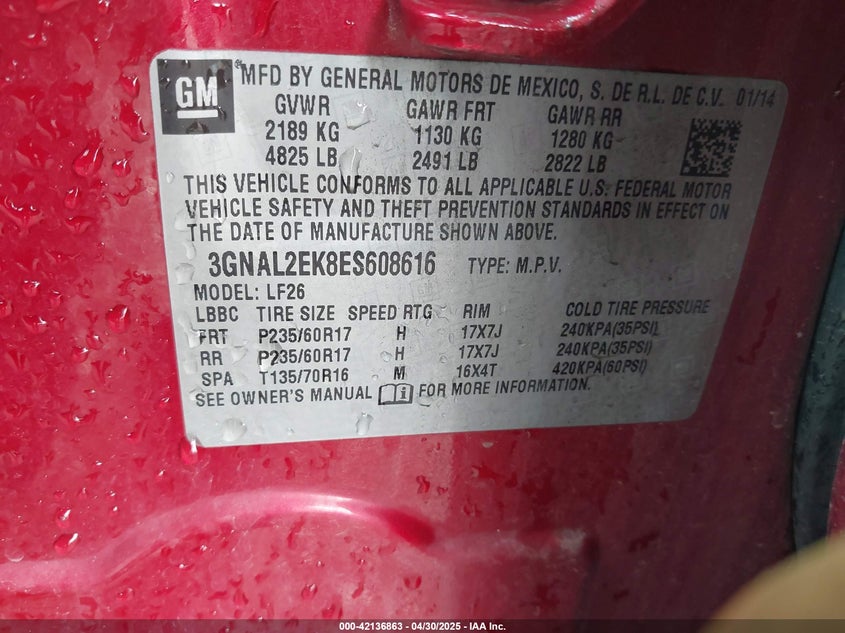 GM
MFD BY GENERAL MOTORS DE MEXICO, S. DE R.L. DE C.V. 01/14
GVWR GAWR FRT GAWR RR
2189 KG 1130 KG 1280 KG
4825 LB 2491 LB 2822 LB
THIS VEHICLE CONFORMS TO ALL APPLICABLE U.S. FEDERAL MOTOR
VEHICLE SAFETY AND THEFT PREVENTION STANDARDS IN EFFECT ON
THE DATE OF MANUFACTURE SHOWN ABOVE.
3GNAL2EK8ES608616 TYPE: M.P.V.
MODEL: LF26
LBBC TIRE SIZE SPEED RTG RIM COLD TIRE PRESSURE
FRT P235/60R17 H 17X7J 240KPA(35PSI)
RR P235/60R17 H 17X7J 240KPA(35PSI)
SPA T135/70R16 M 16X4T 420KPA(60PSI)
SEE OWNER'S MANUAL i FOR MORE INFORMATION.
000-42136863 - 04/30/2025 - IAA Inc.